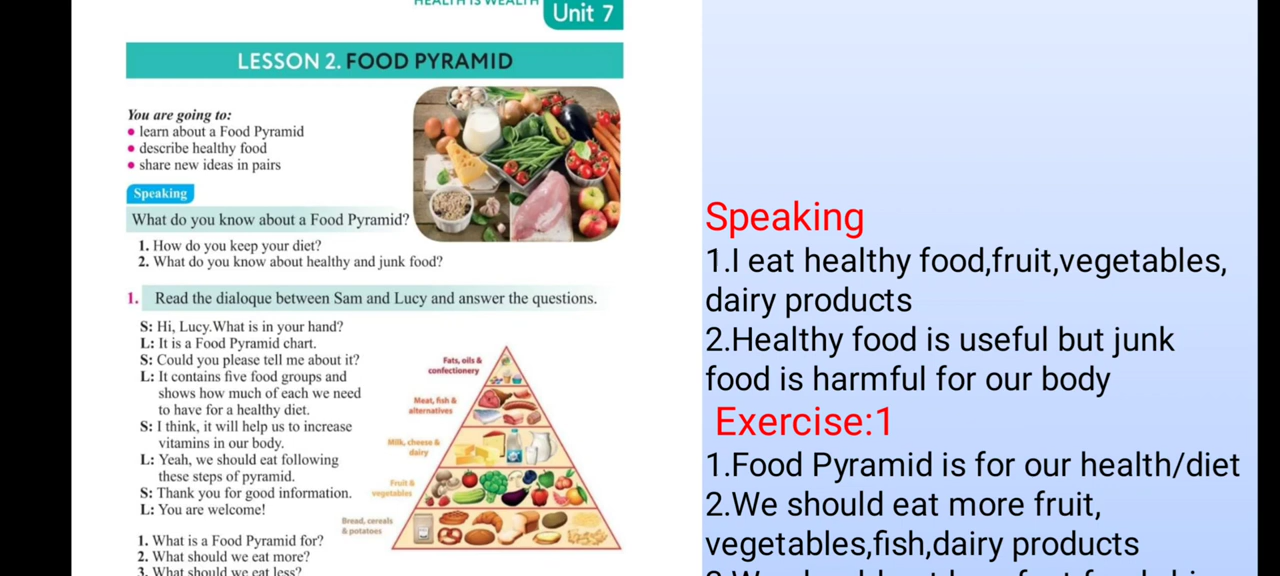 HEALTH IS WEALTH
Unit 7
LESSON 2. FOOD PYRAMID
You are going to:
• learn about a Food Pyramid
• describe healthy food
• share new ideas in pairs
Speaking
What do you know about a Food Pyramid?
1. How do you keep your diet?
2. What do you know about healthy and junk food?
1. Read the dialoque between Sam and Lucy and answer the questions.
S: Hi, Lucy.What is in your hand?
L: It is a Food Pyramid chart.
S: Could you please tell me about it?
L: It contains five food groups and
shows how much of each we need
to have for a healthy diet.
S: I think, it will help us to increase
vitamins in our body.
L: Yeah, we should eat following
these steps of pyramid.
S: Thank you for good information.
L: You are welcome!
1. What is a Food Pyramid for?
2. What should we eat more?
3. What should we eat less?
Fats, oils &
confectionery
Meat, fish &
alternatives
Milk, cheese &
dairy
Fruit &
vegetables
Bread, cereals
& potatoes
Speaking
1.I eat healthy food,fruit,vegetables,
dairy products
2.Healthy food is useful but junk
food is harmful for our body
Exercise:1
1.Food Pyramid is for our health/diet
2.We should eat more fruit,
vegetables,fish,dairy products